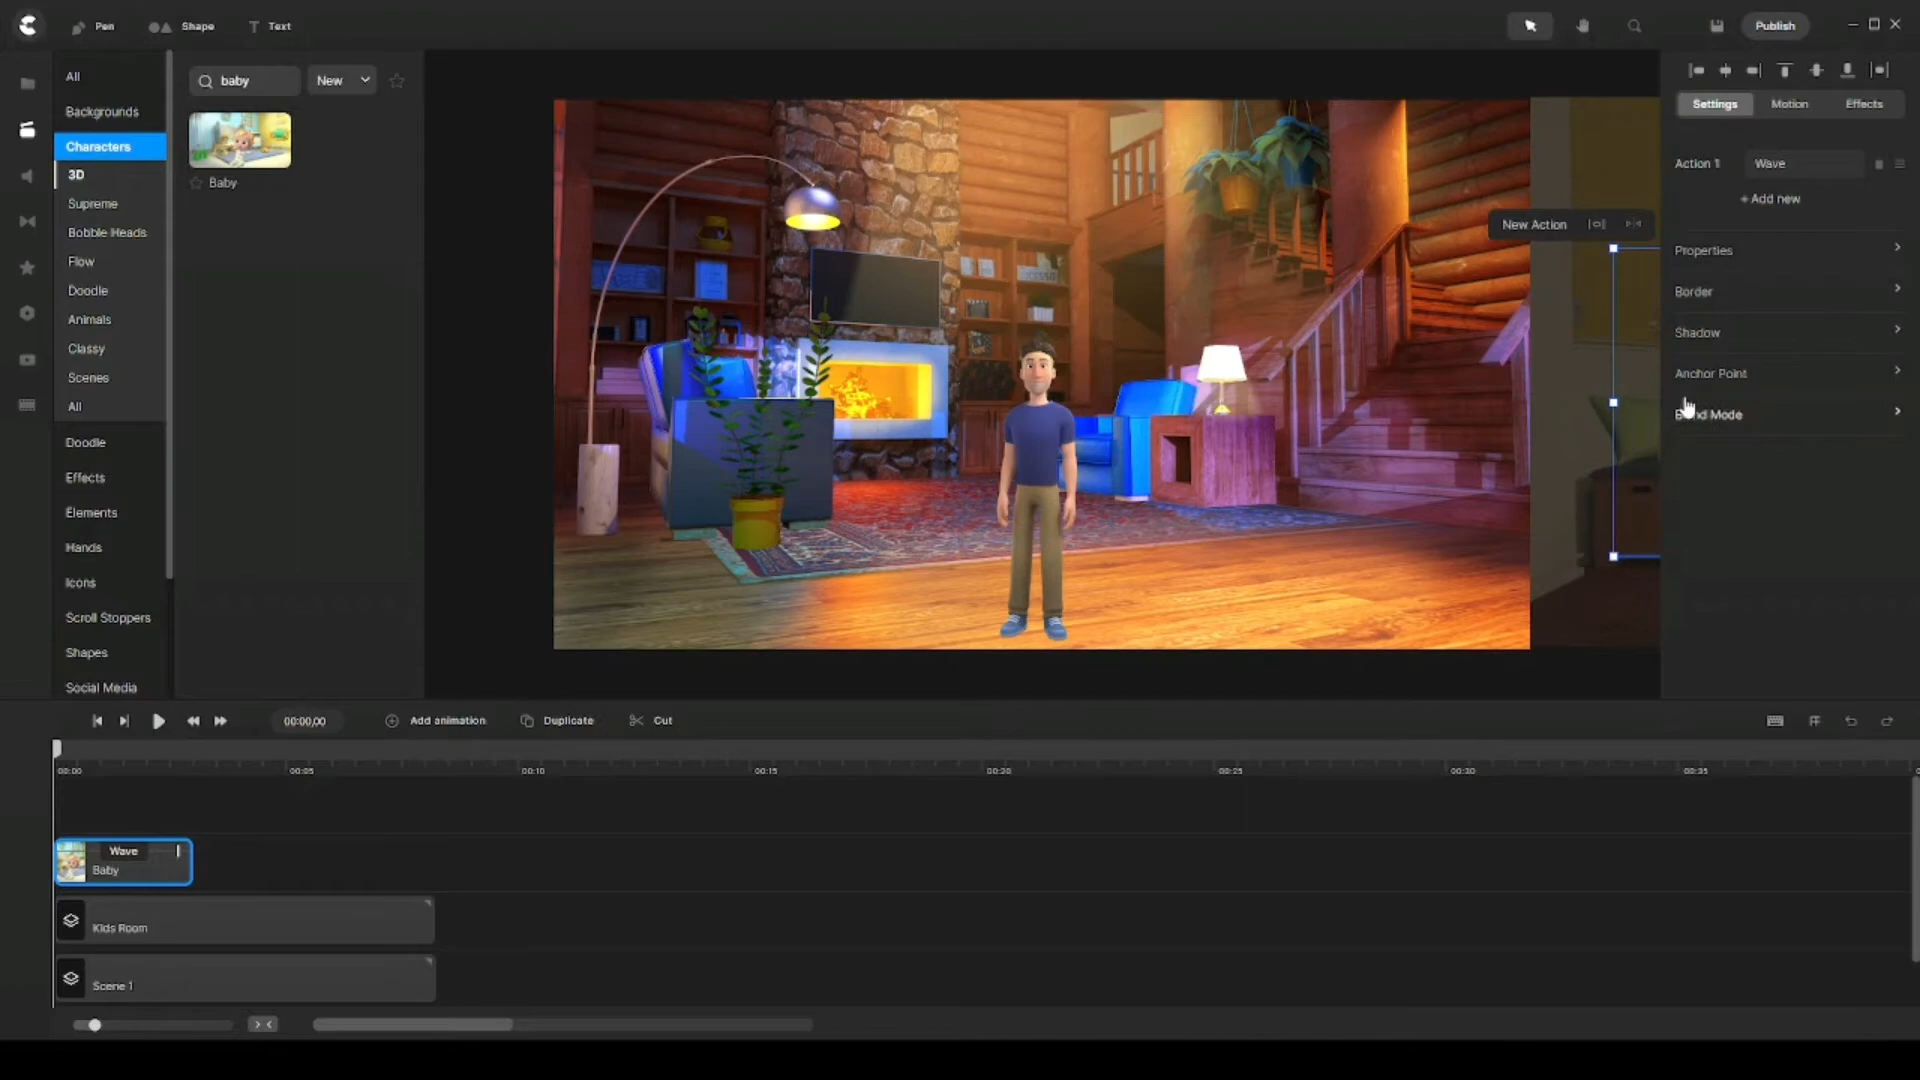 Pen
Shape
Text
Publish
All
Backgrounds
Characters
3D
Supreme
Bobble Heads
Flow
Doodle
Animals
Classy
Scenes
All
Doodle
Effects
Elements
Hands
Icons
Scroll Stoppers
Shapes
Social Media
baby
New
Baby
Settings
Motion
Effects
Action 1
Wave
+ Add new
New Action
Properties
Border
Shadow
Anchor Point
Mode
00:00,00
Add animation
Duplicate
Cut
00:00
00:05
00:10
00:15
00:20
00:25
00:30
00:35
Wave
Baby
Kids Room
Scene 1